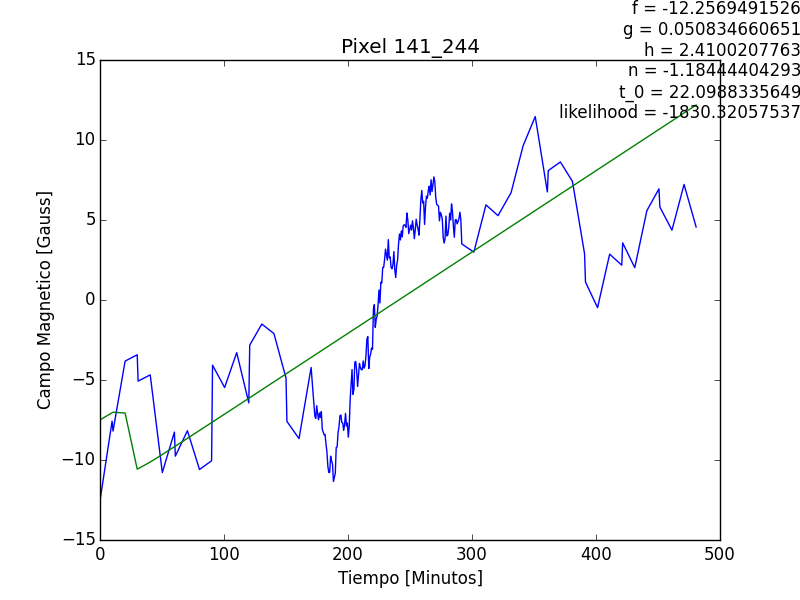 f = -12.2569491526
g = 0.050834660651
h = 2.4100207763
n = -1.18444404293
t_0 = 22.0988335649
likelihood = -1830.32057537
Pixel 141_244
15
10
5
0
−5
−10
−15
Campo Magnetico [Gauss]
0 100 200 300 400 500
Tiempo [Minutos]